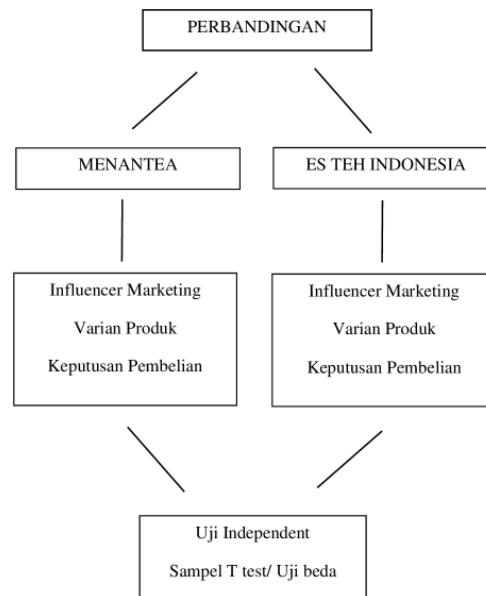 PERBANDINGAN
MENANTEA
ES TEH INDONESIA
Influencer Marketing
Varian Produk
Keputusan Pembelian
Influencer Marketing
Varian Produk
Keputusan Pembelian
Uji Independent
Sampel T test/ Uji beda